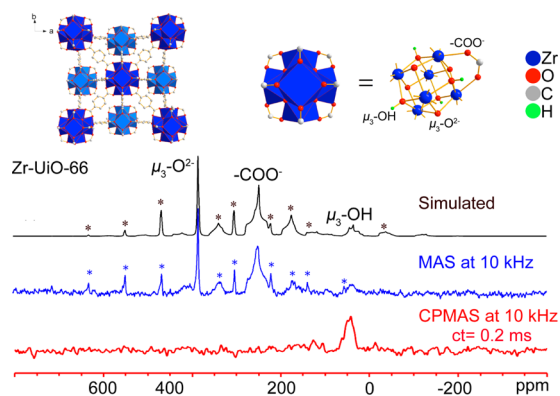 b
a
=
-COO⁻
μ₃-OH
μ₃-O²⁻
Zr
O
C
H
Zr-UiO-66
μ₃-O²⁻
-COO⁻
μ₃-OH
Simulated
* * * * * * * *
MAS at 10 kHz
* * * * * * * * *
CPMAS at 10 kHz
ct= 0.2 ms
600 400 200 0 -200 ppm